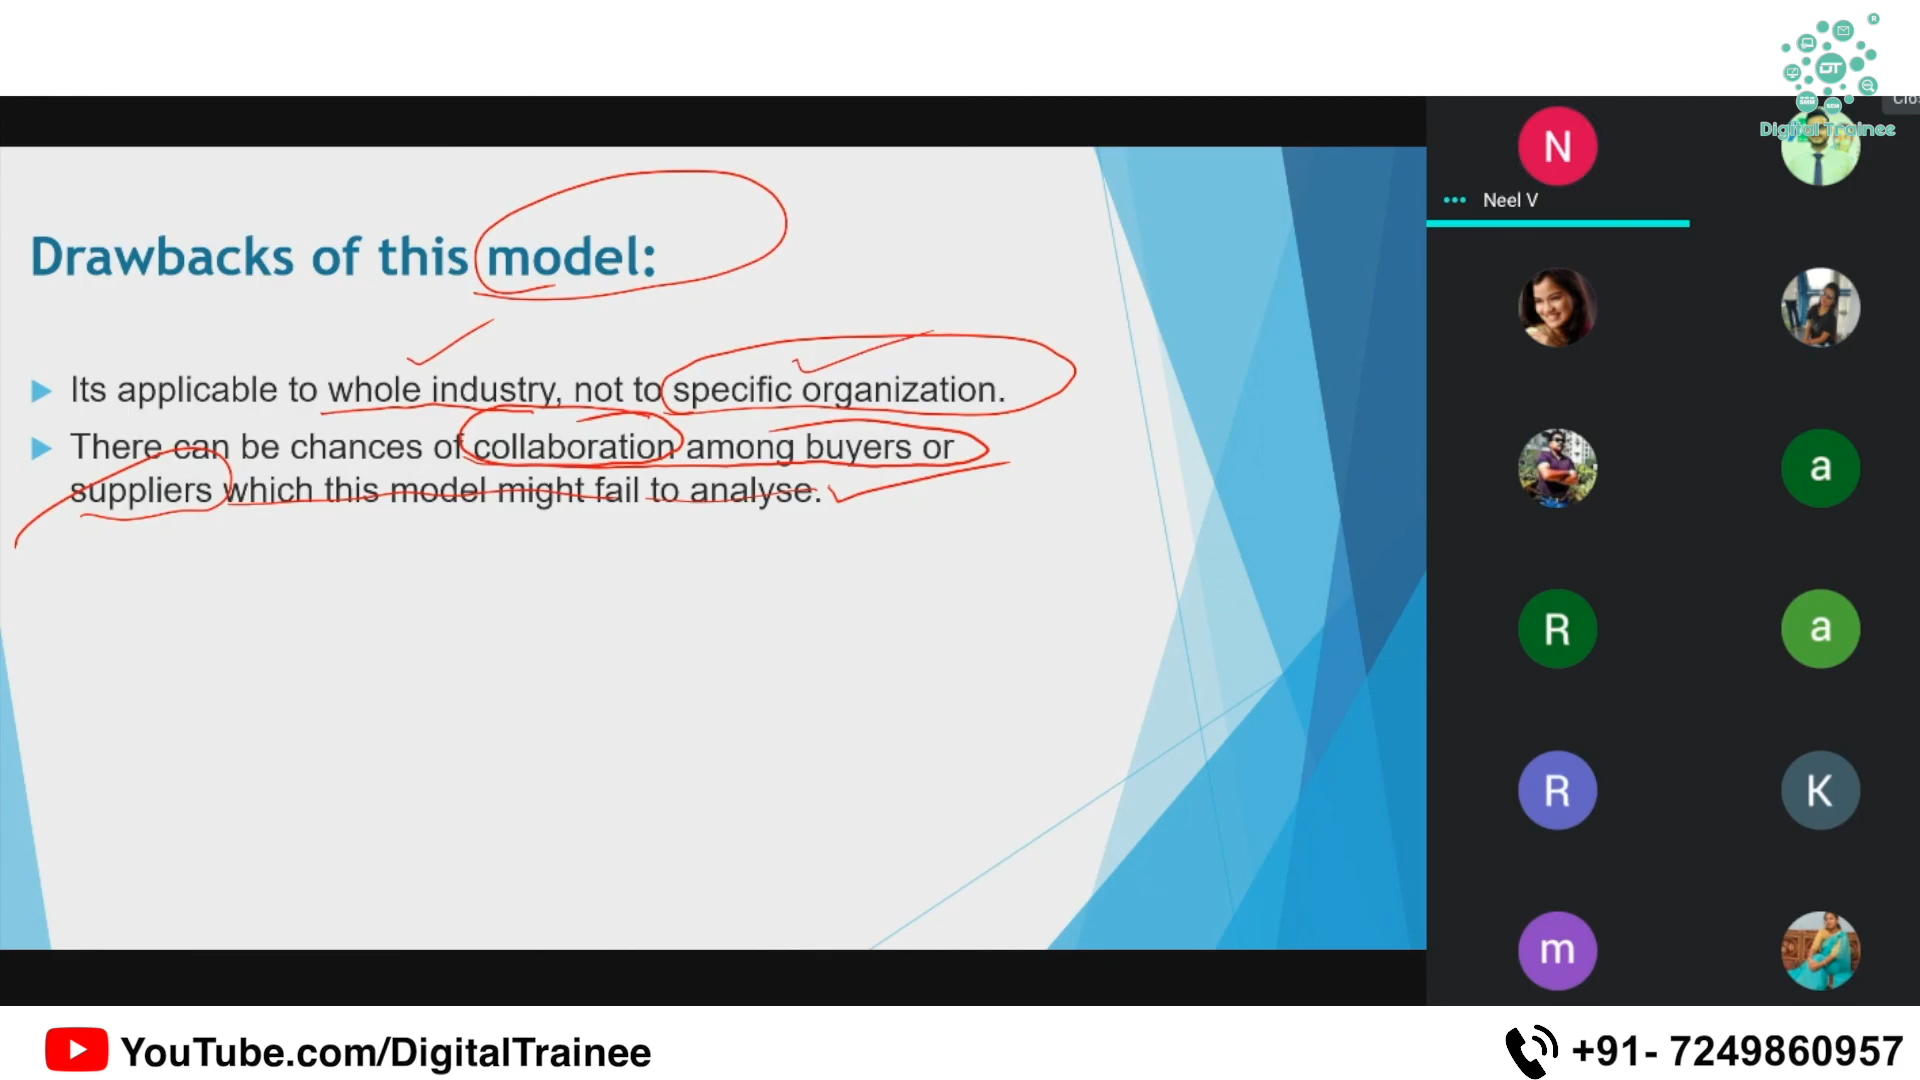 Digital Trainee
DT
Clos
N
Neel V
Drawbacks of this model:
Its applicable to whole industry, not to specific organization.
There can be chances of collaboration among buyers or
suppliers which this model might fail to analyse.
a
R
a
R
K
m
YouTube.com/DigitalTrainee
+91- 7249860957